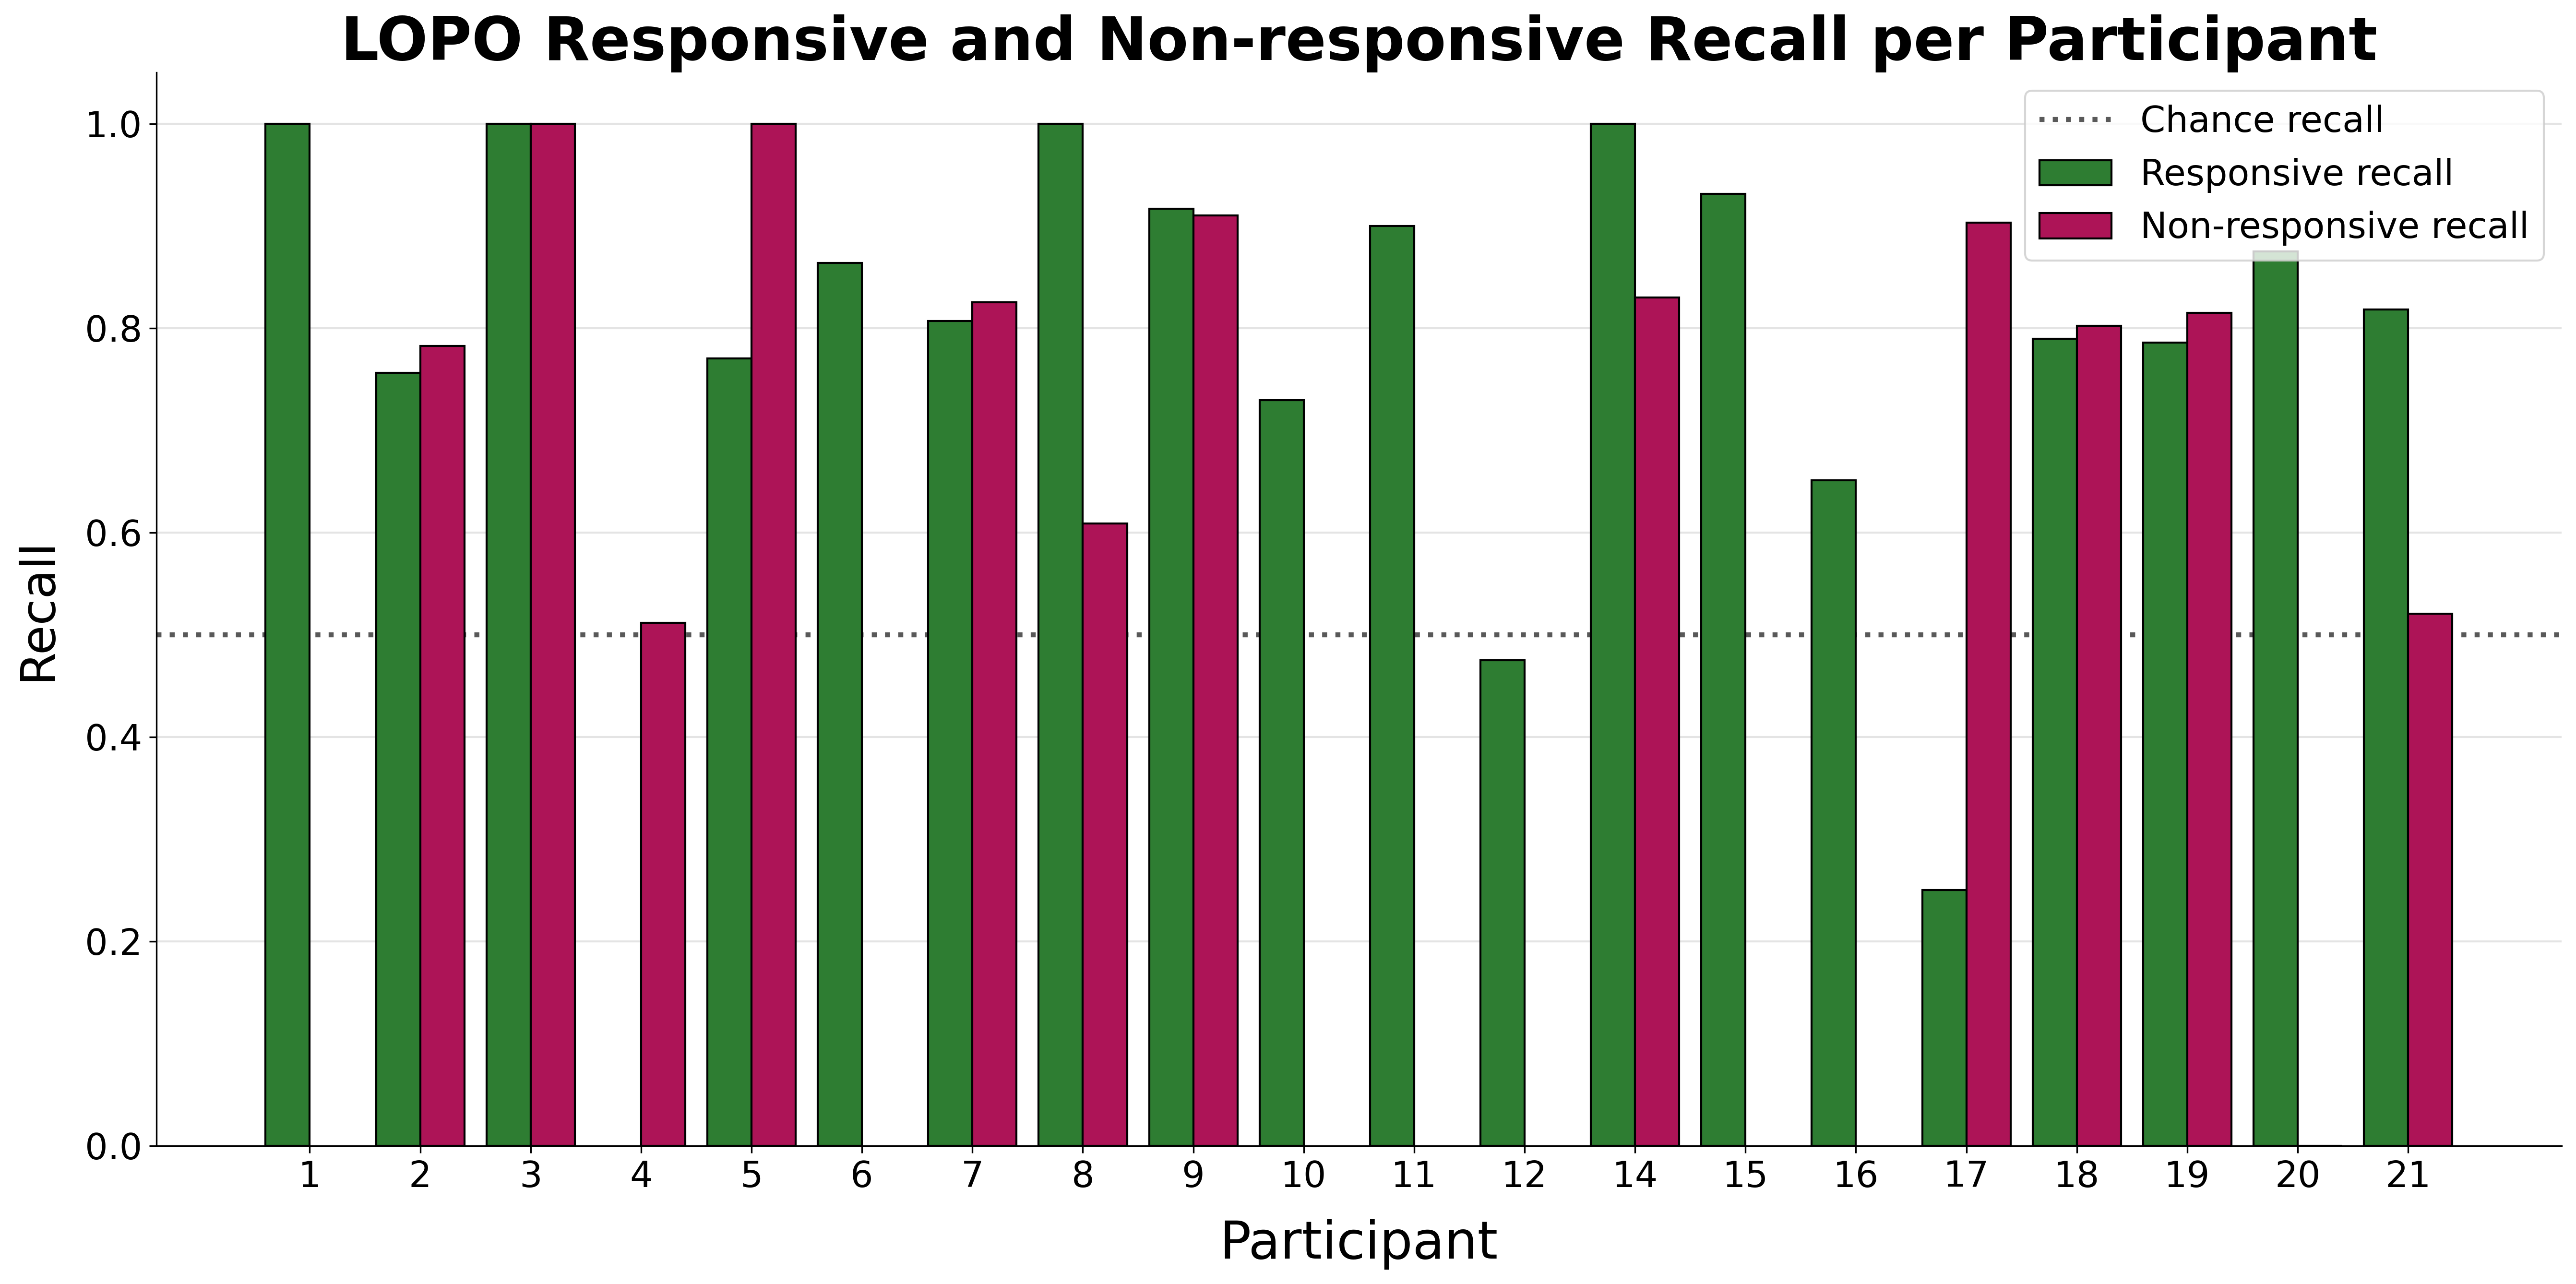 LOPO Responsive and Non-responsive Recall per Participant
Chance recall
Responsive recall
Non-responsive recall
1.0
0.8
0.6
0.4
0.2
0.0
Recall
1 2 3 4 5 6 7 8 9 10 11 12 14 15 16 17 18 19 20 21
Participant